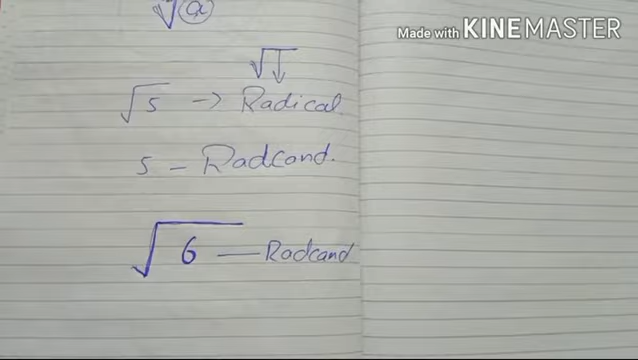 √a
Made with KINEMASTER
√
√5 → Radical
5 – Radcand.
√6 — Radcand